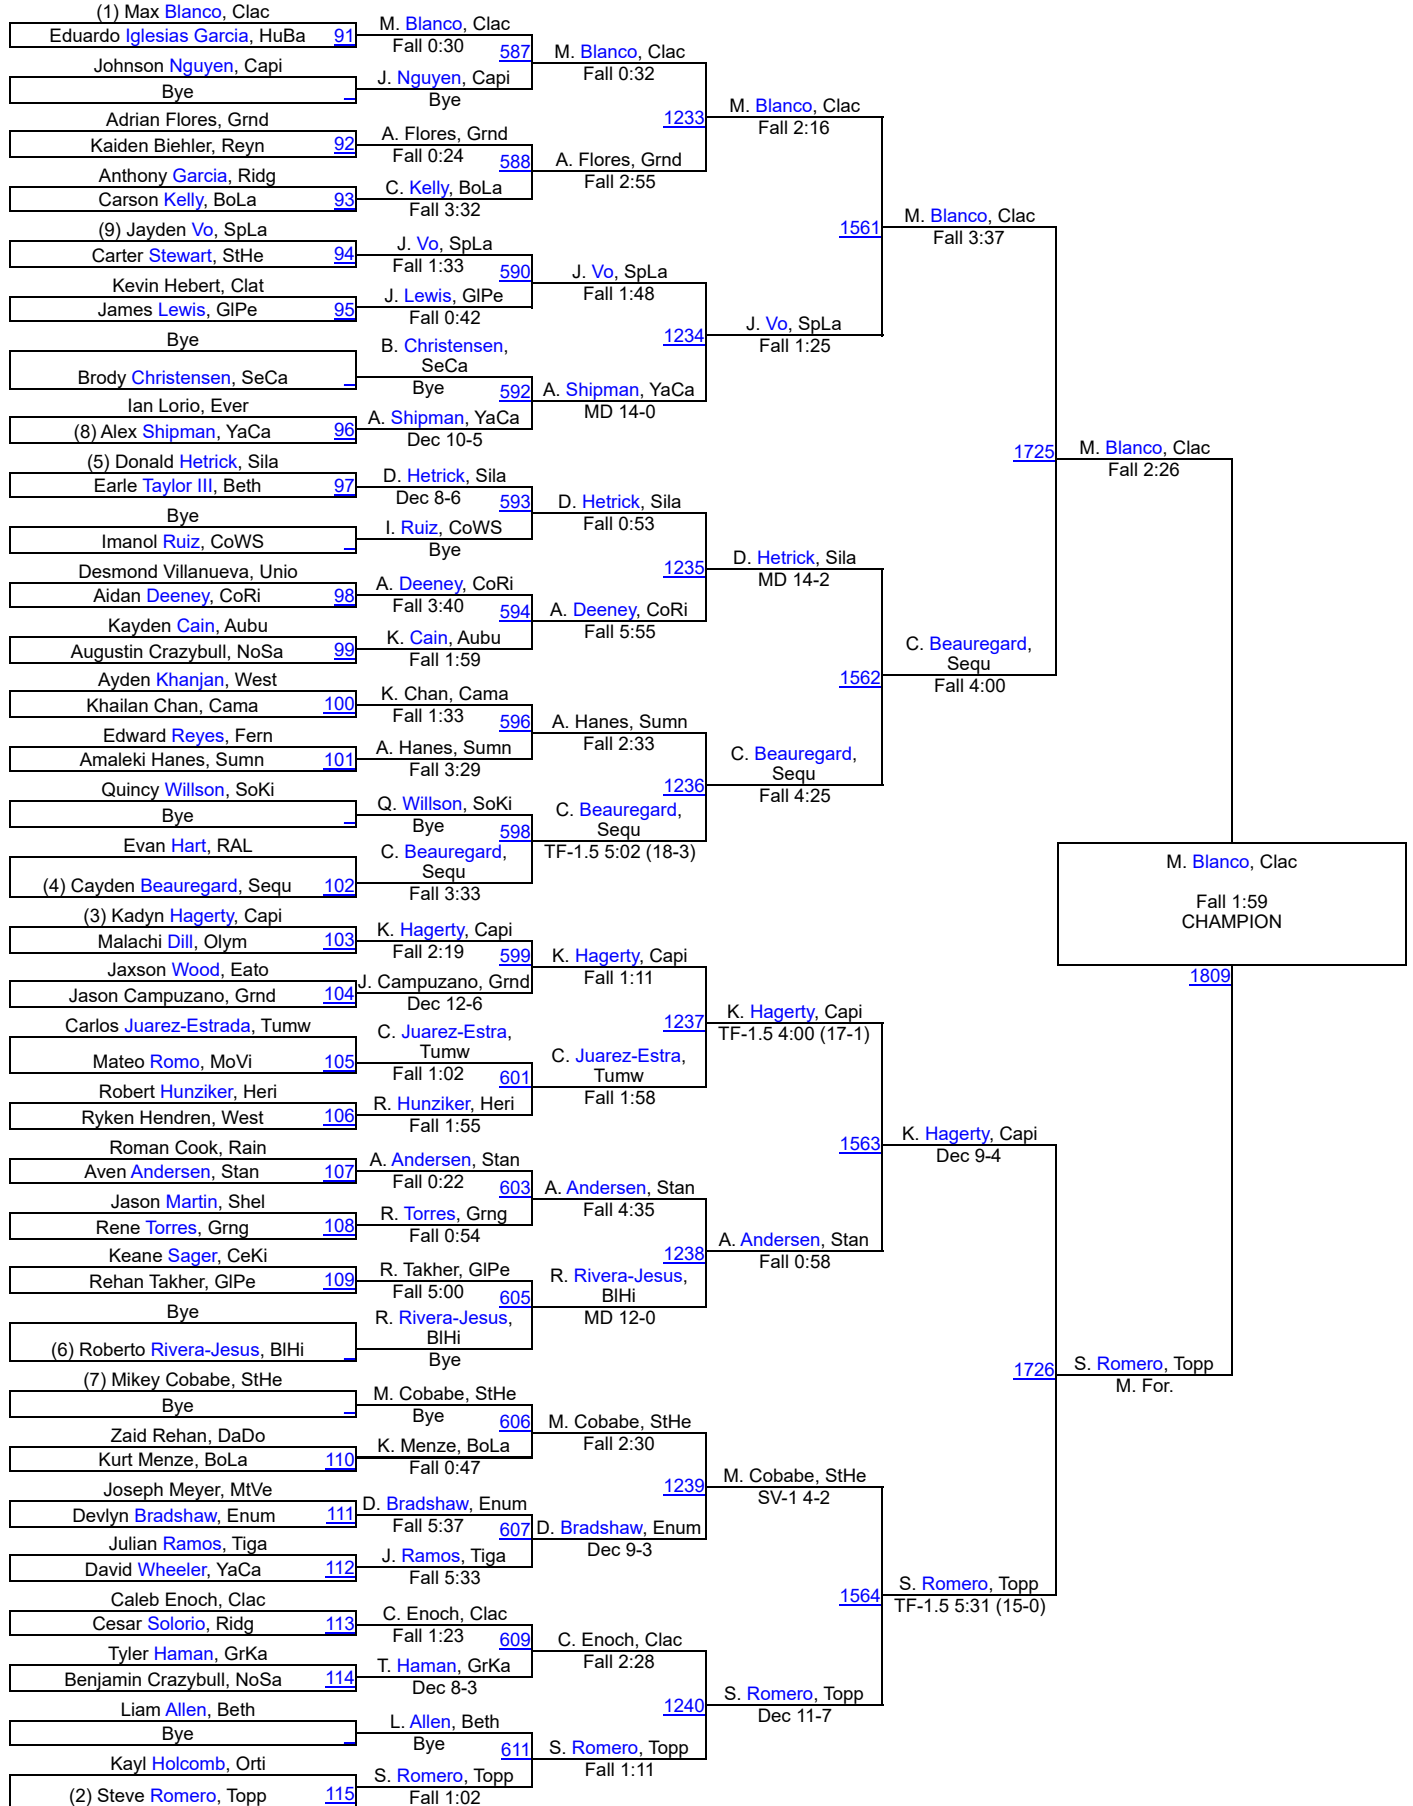 (1) Max Blanco, Clac
Eduardo Iglesias Garcia, HuBa 91
Johnson Nguyen, Capi
Bye
Adrian Flores, Grnd
Kaiden Biehler, Reyn 92
Anthony Garcia, Ridg
Carson Kelly, BoLa 93
(9) Jayden Vo, SpLa
Carter Stewart, StHe 94
Kevin Hebert, Clat
James Lewis, GlPe 95
Bye
Brody Christensen, SeCa
Ian Lorio, Ever
(8) Alex Shipman, YaCa 96
(5) Donald Hetrick, Sila
Earle Taylor III, Beth 97
Bye
Imanol Ruiz, CoWS
Desmond Villanueva, Unio
Aidan Deeney, CoRi 98
Kayden Cain, Aubu
Augustin Crazybull, NoSa 99
Ayden Khanjan, West
Khailan Chan, Cama 100
Edward Reyes, Fern
Amaleki Hanes, Sumn 101
Quincy Willson, SoKi
Bye
Evan Hart, RAL
(4) Cayden Beauregard, Sequ 102
(3) Kadyn Hagerty, Capi
Malachi Dill, Olym 103
Jaxson Wood, Eato
Jason Campuzano, Grnd 104
Carlos Juarez-Estrada, Tumw
Mateo Romo, MoVi 105
Robert Hunziker, Heri
Ryken Hendren, West 106
Roman Cook, Rain
Aven Andersen, Stan 107
Jason Martin, Shel
Rene Torres, Grng 108
Keane Sager, CeKi
Rehan Takher, GlPe 109
Bye
(6) Roberto Rivera-Jesus, BlHi
(7) Mikey Cobabe, StHe
Bye
Zaid Rehan, DaDo
Kurt Menze, BoLa 110
Joseph Meyer, MtVe
Devlyn Bradshaw, Enum 111
Julian Ramos, Tiga
David Wheeler, YaCa 112
Caleb Enoch, Clac
Cesar Solorio, Ridg 113
Tyler Haman, GrKa
Benjamin Crazybull, NoSa 114
Liam Allen, Beth
Bye
Kayl Holcomb, Orti
(2) Steve Romero, Topp 115
M. Blanco, Clac
Fall 0:30
587
J. Nguyen, Capi
Bye
A. Flores, Grnd
Fall 0:24
588
C. Kelly, BoLa
Fall 3:32
J. Vo, SpLa
Fall 1:33
590
J. Lewis, GlPe
Fall 0:42
B. Christensen,
SeCa
Bye
592
A. Shipman, YaCa
Dec 10-5
D. Hetrick, Sila
Dec 8-6
593
I. Ruiz, CoWS
Bye
A. Deeney, CoRi
Fall 3:40
594
K. Cain, Aubu
Fall 1:59
K. Chan, Cama
Fall 1:33
596
A. Hanes, Sumn
Fall 3:29
Q. Willson, SoKi
Bye
598
C. Beauregard,
Sequ
Fall 3:33
K. Hagerty, Capi
Fall 2:19
599
J. Campuzano, Grnd
Dec 12-6
C. Juarez-Estra,
Tumw
Fall 1:02
601
R. Hunziker, Heri
Fall 1:55
A. Andersen, Stan
Fall 0:22
603
R. Torres, Grng
Fall 0:54
R. Takher, GlPe
Fall 5:00
605
R. Rivera-Jesus,
BlHi
Bye
M. Cobabe, StHe
Bye
606
K. Menze, BoLa
Fall 0:47
D. Bradshaw, Enum
Fall 5:37
607
J. Ramos, Tiga
Fall 5:33
C. Enoch, Clac
Fall 1:23
609
T. Haman, GrKa
Dec 8-3
L. Allen, Beth
Bye
611
S. Romero, Topp
Fall 1:02
M. Blanco, Clac
Fall 0:32
1233
A. Flores, Grnd
Fall 2:55
J. Vo, SpLa
Fall 1:48
1234
A. Shipman, YaCa
MD 14-0
D. Hetrick, Sila
Fall 0:53
1235
A. Deeney, CoRi
Fall 5:55
A. Hanes, Sumn
Fall 2:33
1236
C. Beauregard,
Sequ
TF-1.5 5:02 (18-3)
K. Hagerty, Capi
Fall 1:11
1237
C. Juarez-Estra,
Tumw
Fall 1:58
A. Andersen, Stan
Fall 4:35
1238
R. Rivera-Jesus,
BlHi
MD 12-0
M. Cobabe, StHe
Fall 2:30
1239
D. Bradshaw, Enum
Dec 9-3
C. Enoch, Clac
Fall 2:28
1240
S. Romero, Topp
Fall 1:11
M. Blanco, Clac
Fall 2:16
1561
J. Vo, SpLa
Fall 1:25
D. Hetrick, Sila
MD 14-2
1562
C. Beauregard,
Sequ
Fall 4:25
K. Hagerty, Capi
TF-1.5 4:00 (17-1)
1563
A. Andersen, Stan
Fall 0:58
M. Cobabe, StHe
SV-1 4-2
1564
S. Romero, Topp
Dec 11-7
M. Blanco, Clac
Fall 3:37
1725
C. Beauregard,
Sequ
Fall 4:00
K. Hagerty, Capi
Dec 9-4
1726
S. Romero, Topp
TF-1.5 5:31 (15-0)
M. Blanco, Clac
Fall 2:26
S. Romero, Topp
M. For.
M. Blanco, Clac
Fall 1:59
CHAMPION
1809